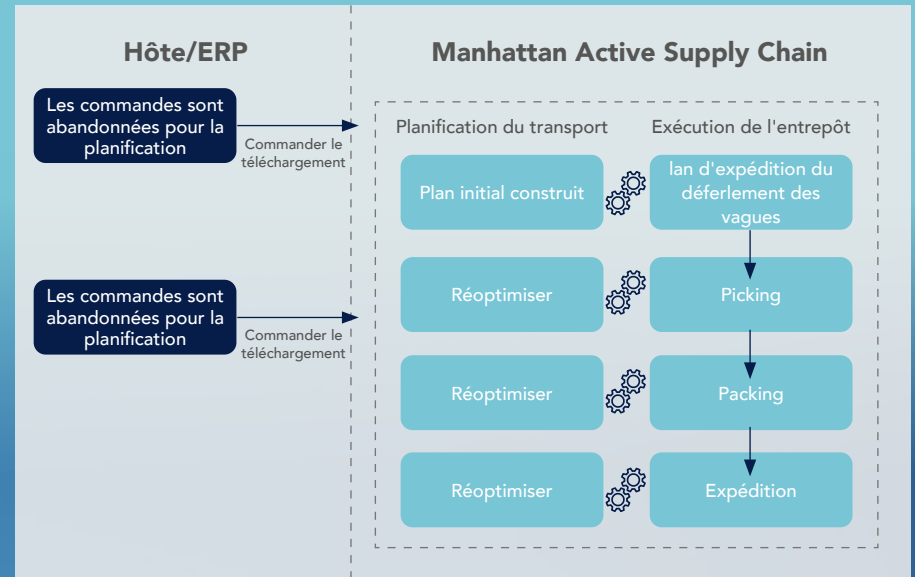 Hôte/ERP
Manhattan Active Supply Chain
Les commandes sont
abandonnées pour la
planification
Commander le
téléchargement
Planification du transport
Exécution de l'entrepôt
Plan initial construit
lan d'expédition du
déferlement des
vagues
Les commandes sont
abandonnées pour la
planification
Commander le
téléchargement
Réoptimiser
Picking
Réoptimiser
Packing
Réoptimiser
Expédition